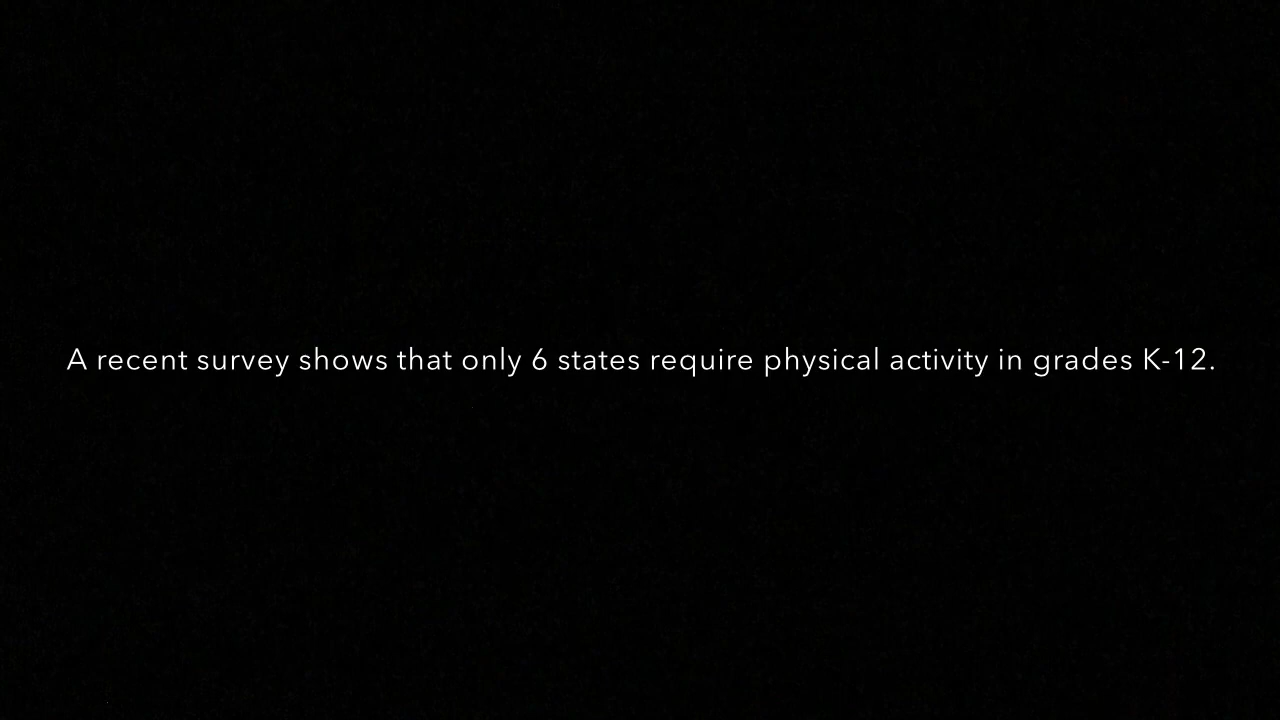 A recent survey shows that only 6 states require physical activity in grades K-12.